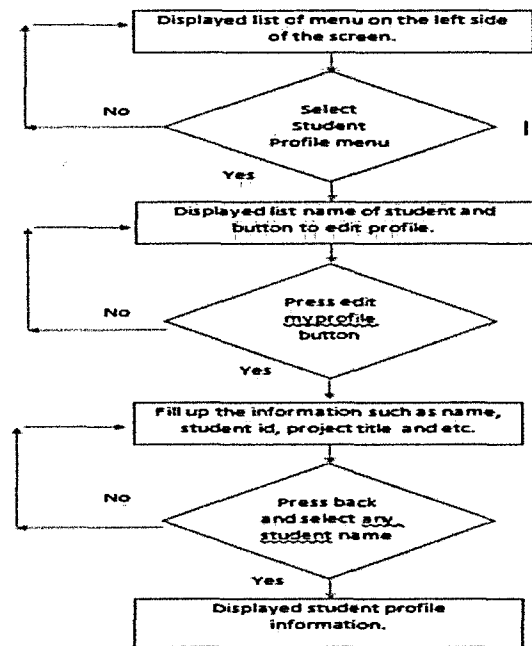 Displayed list of menu on the left side
of the screen.
No
Select
Student
Profile menu
Yes
Displayed list name of student and
button to edit profile.
No
Press edit
myprofile
button
Yes
Fill up the information such as name,
student id, project title and etc.
No
Press back
and select any
student name
Yes
Displayed student profile
information.